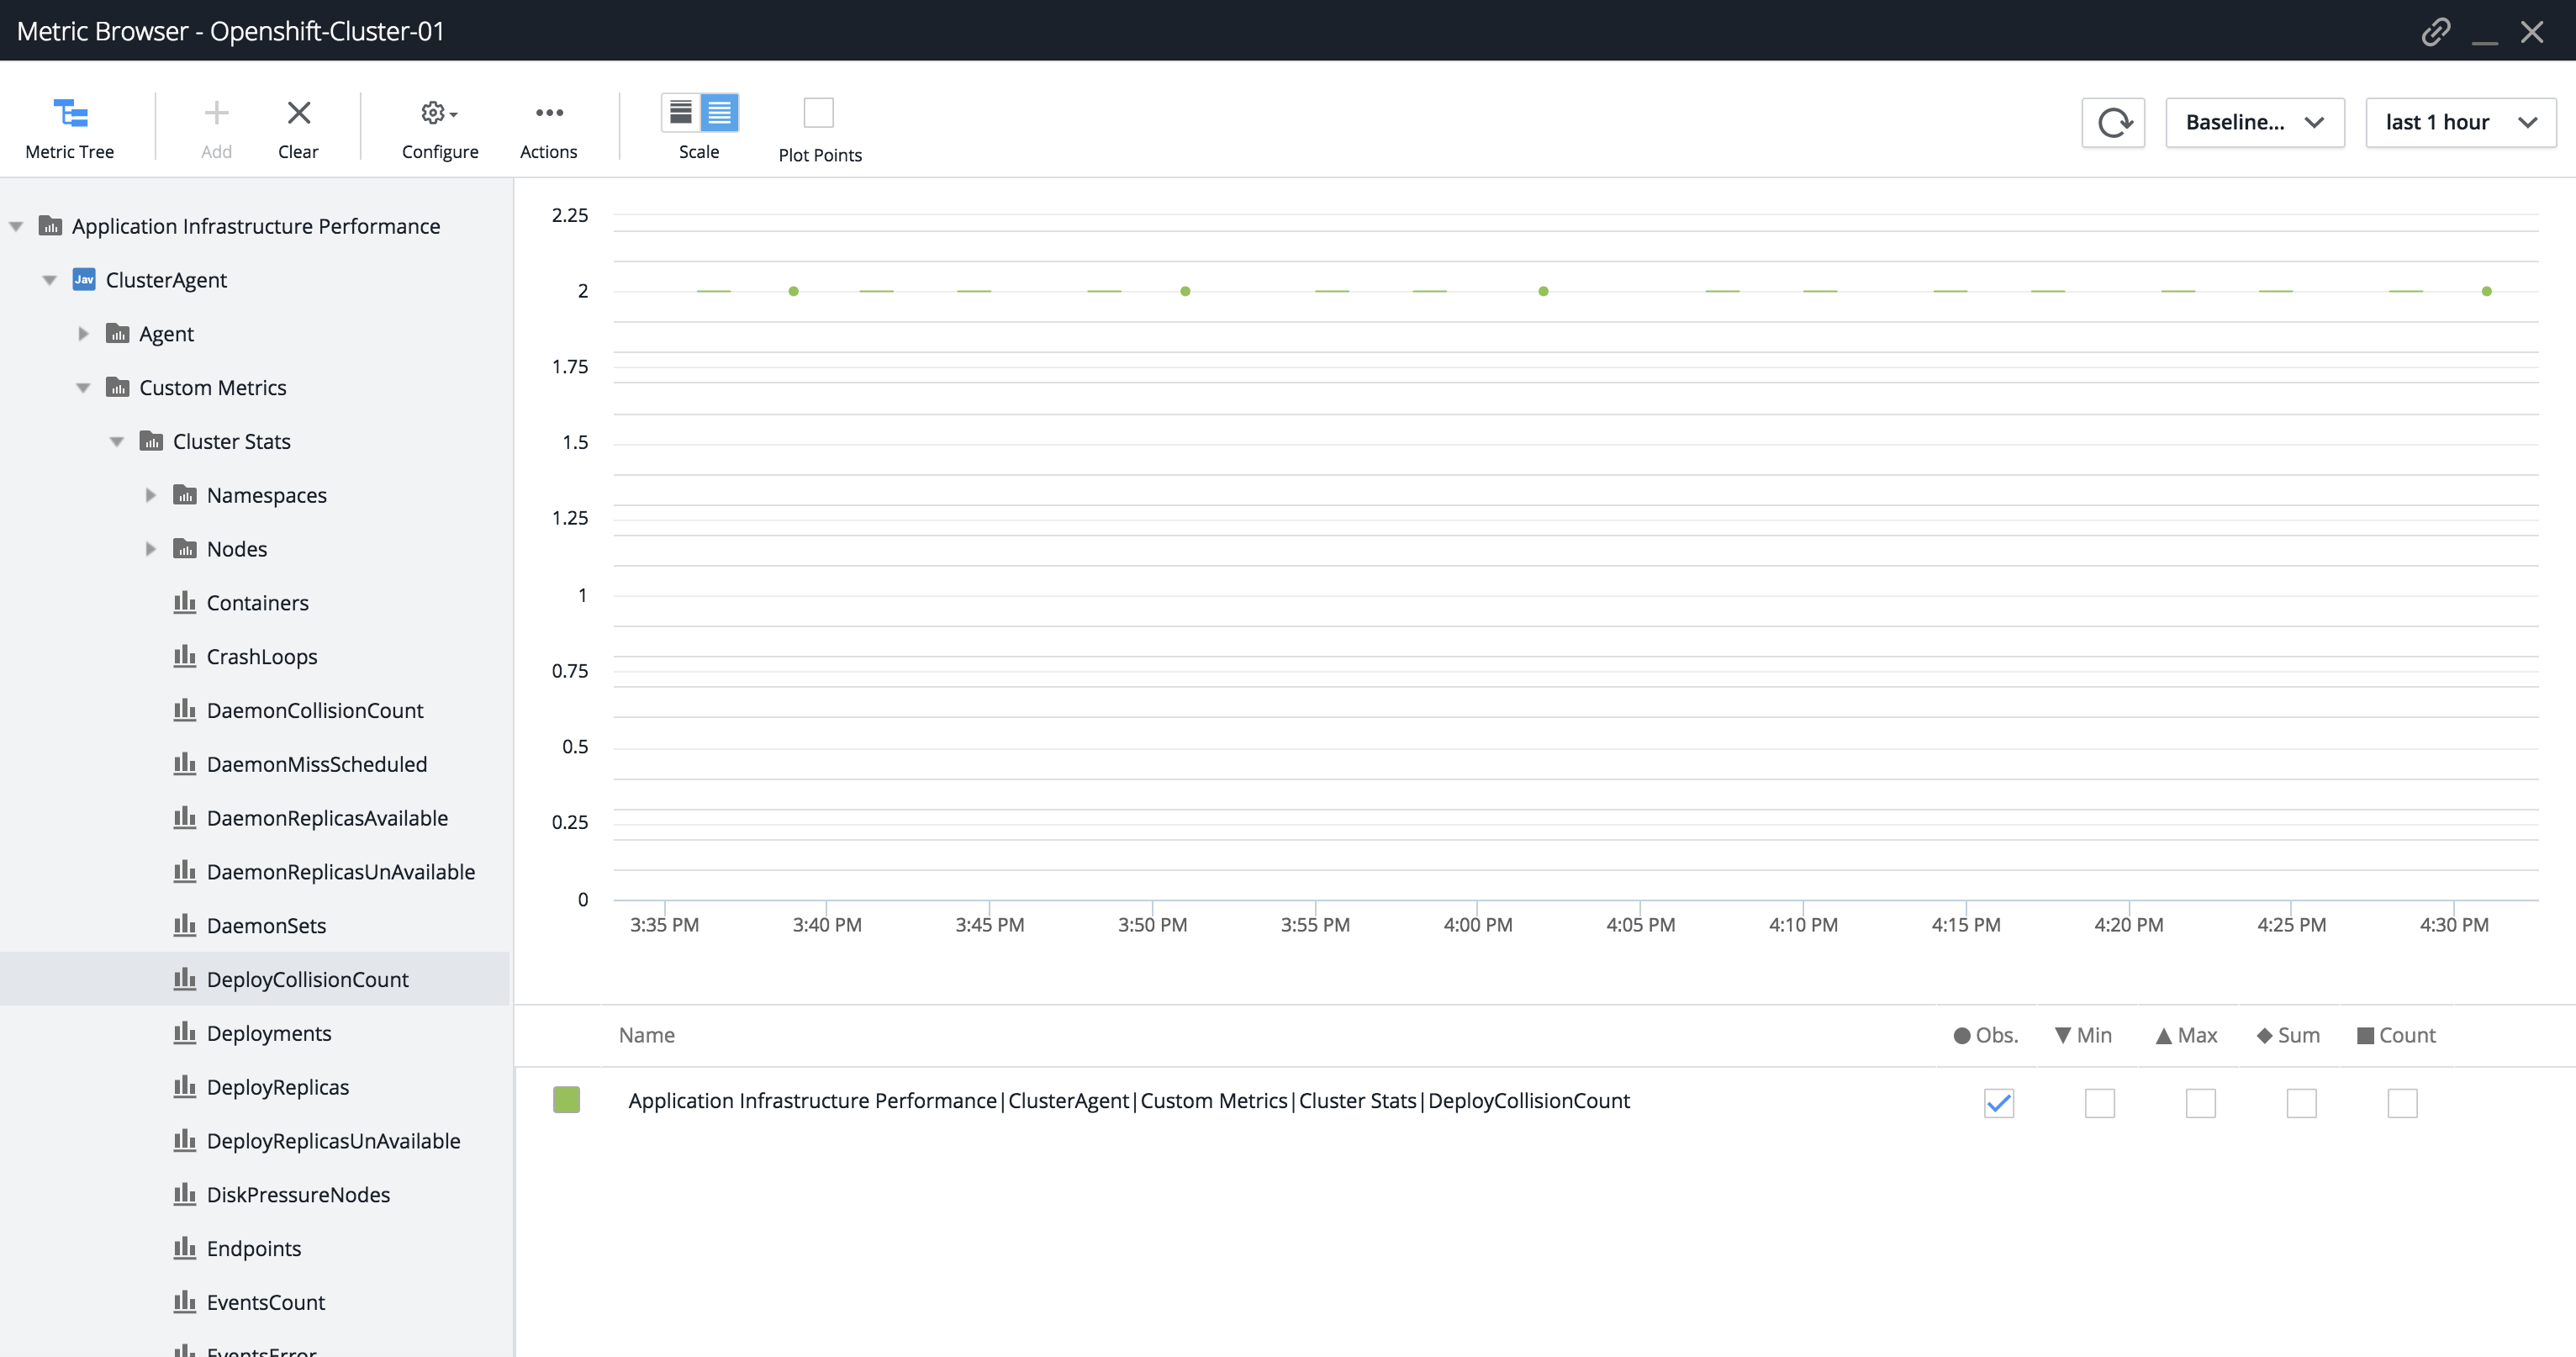 Metric Browser - Openshift-Cluster-01
Metric Tree
Add
Clear
Configure
Actions
Scale
Plot Points
Baseline...
last 1 hour
Application Infrastructure Performance
Jav ClusterAgent
Agent
Custom Metrics
Cluster Stats
Namespaces
Nodes
Containers
CrashLoops
DaemonCollisionCount
DaemonMissScheduled
DaemonReplicasAvailable
DaemonReplicasUnAvailable
DaemonSets
DeployCollisionCount
Deployments
DeployReplicas
DeployReplicasUnAvailable
DiskPressureNodes
Endpoints
EventsCount
EventsError
2.25
2
1.75
1.5
1.25
1
0.75
0.5
0.25
0
3:35 PM 3:40 PM 3:45 PM 3:50 PM 3:55 PM 4:00 PM 4:05 PM 4:10 PM 4:15 PM 4:20 PM 4:25 PM 4:30 PM
Name Obs. Min Max Sum Count
Application Infrastructure Performance|ClusterAgent|Custom Metrics|Cluster Stats|DeployCollisionCount